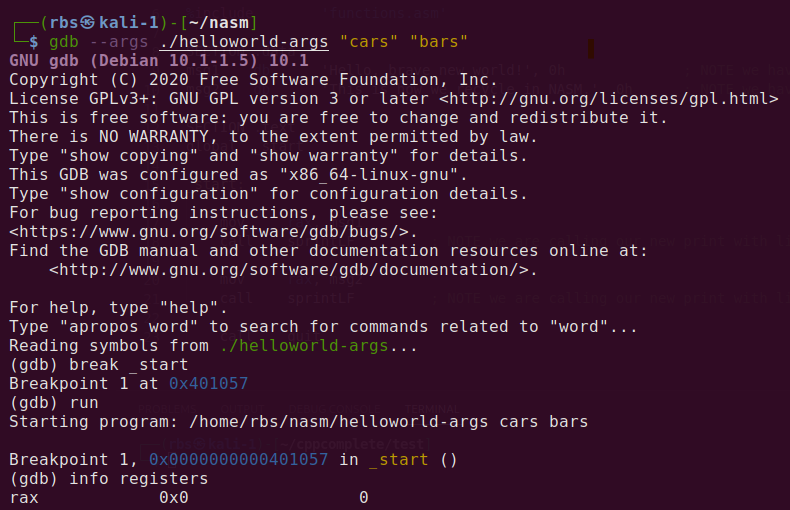 ┌──(rbs㉿kali-1)-[~/nasm]
└─$ gdb --args ./helloworld-args "cars" "bars"
GNU gdb (Debian 10.1-1.5) 10.1
Copyright (C) 2020 Free Software Foundation, Inc.
License GPLv3+: GNU GPL version 3 or later <http://gnu.org/licenses/gpl.html>
This is free software: you are free to change and redistribute it.
There is NO WARRANTY, to the extent permitted by law.
Type "show copying" and "show warranty" for details.
This GDB was configured as "x86_64-linux-gnu".
Type "show configuration" for configuration details.
For bug reporting instructions, please see:
<https://www.gnu.org/software/gdb/bugs/>.
Find the GDB manual and other documentation resources online at:
    <http://www.gnu.org/software/gdb/documentation/>.
For help, type "help".
Type "apropos word" to search for commands related to "word"...
Reading symbols from ./helloworld-args...
(gdb) break _start
Breakpoint 1 at 0x401057
(gdb) run
Starting program: /home/rbs/nasm/helloworld-args cars bars
Breakpoint 1, 0x0000000000401057 in _start ()
(gdb) info registers
rax            0x0                 0